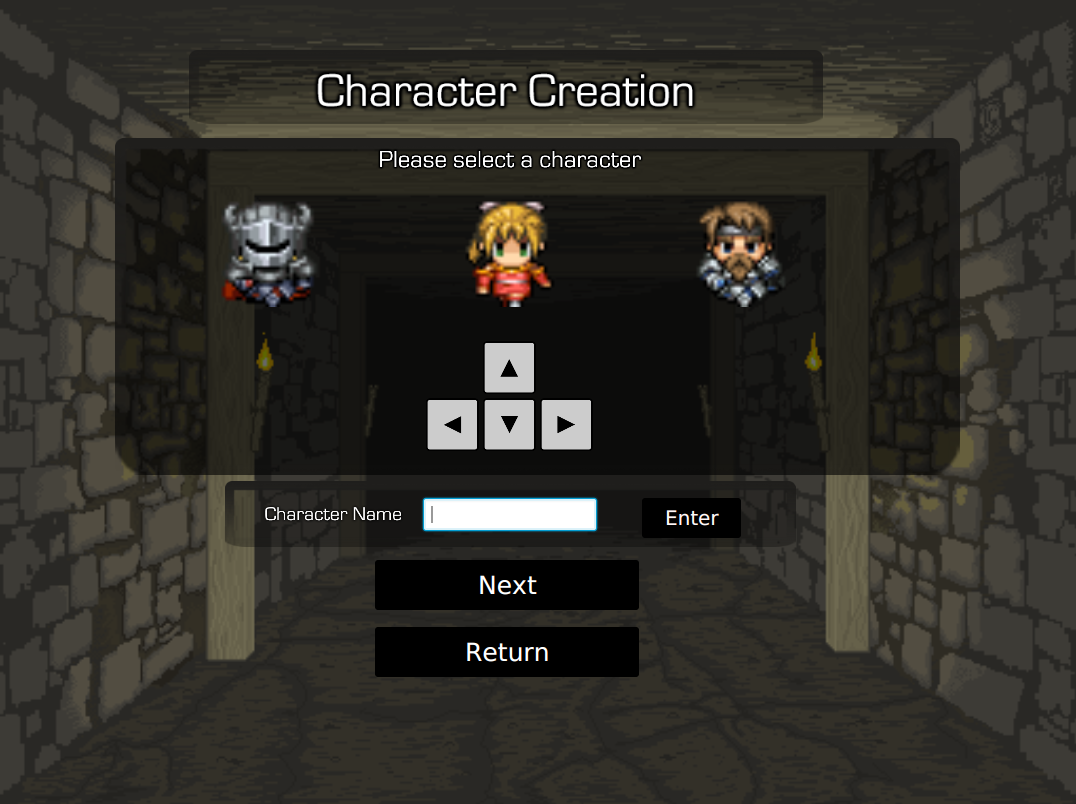 Character Creation
Please select a character
▲
◀ ▼ ▶
Character Name
Enter
Next
Return